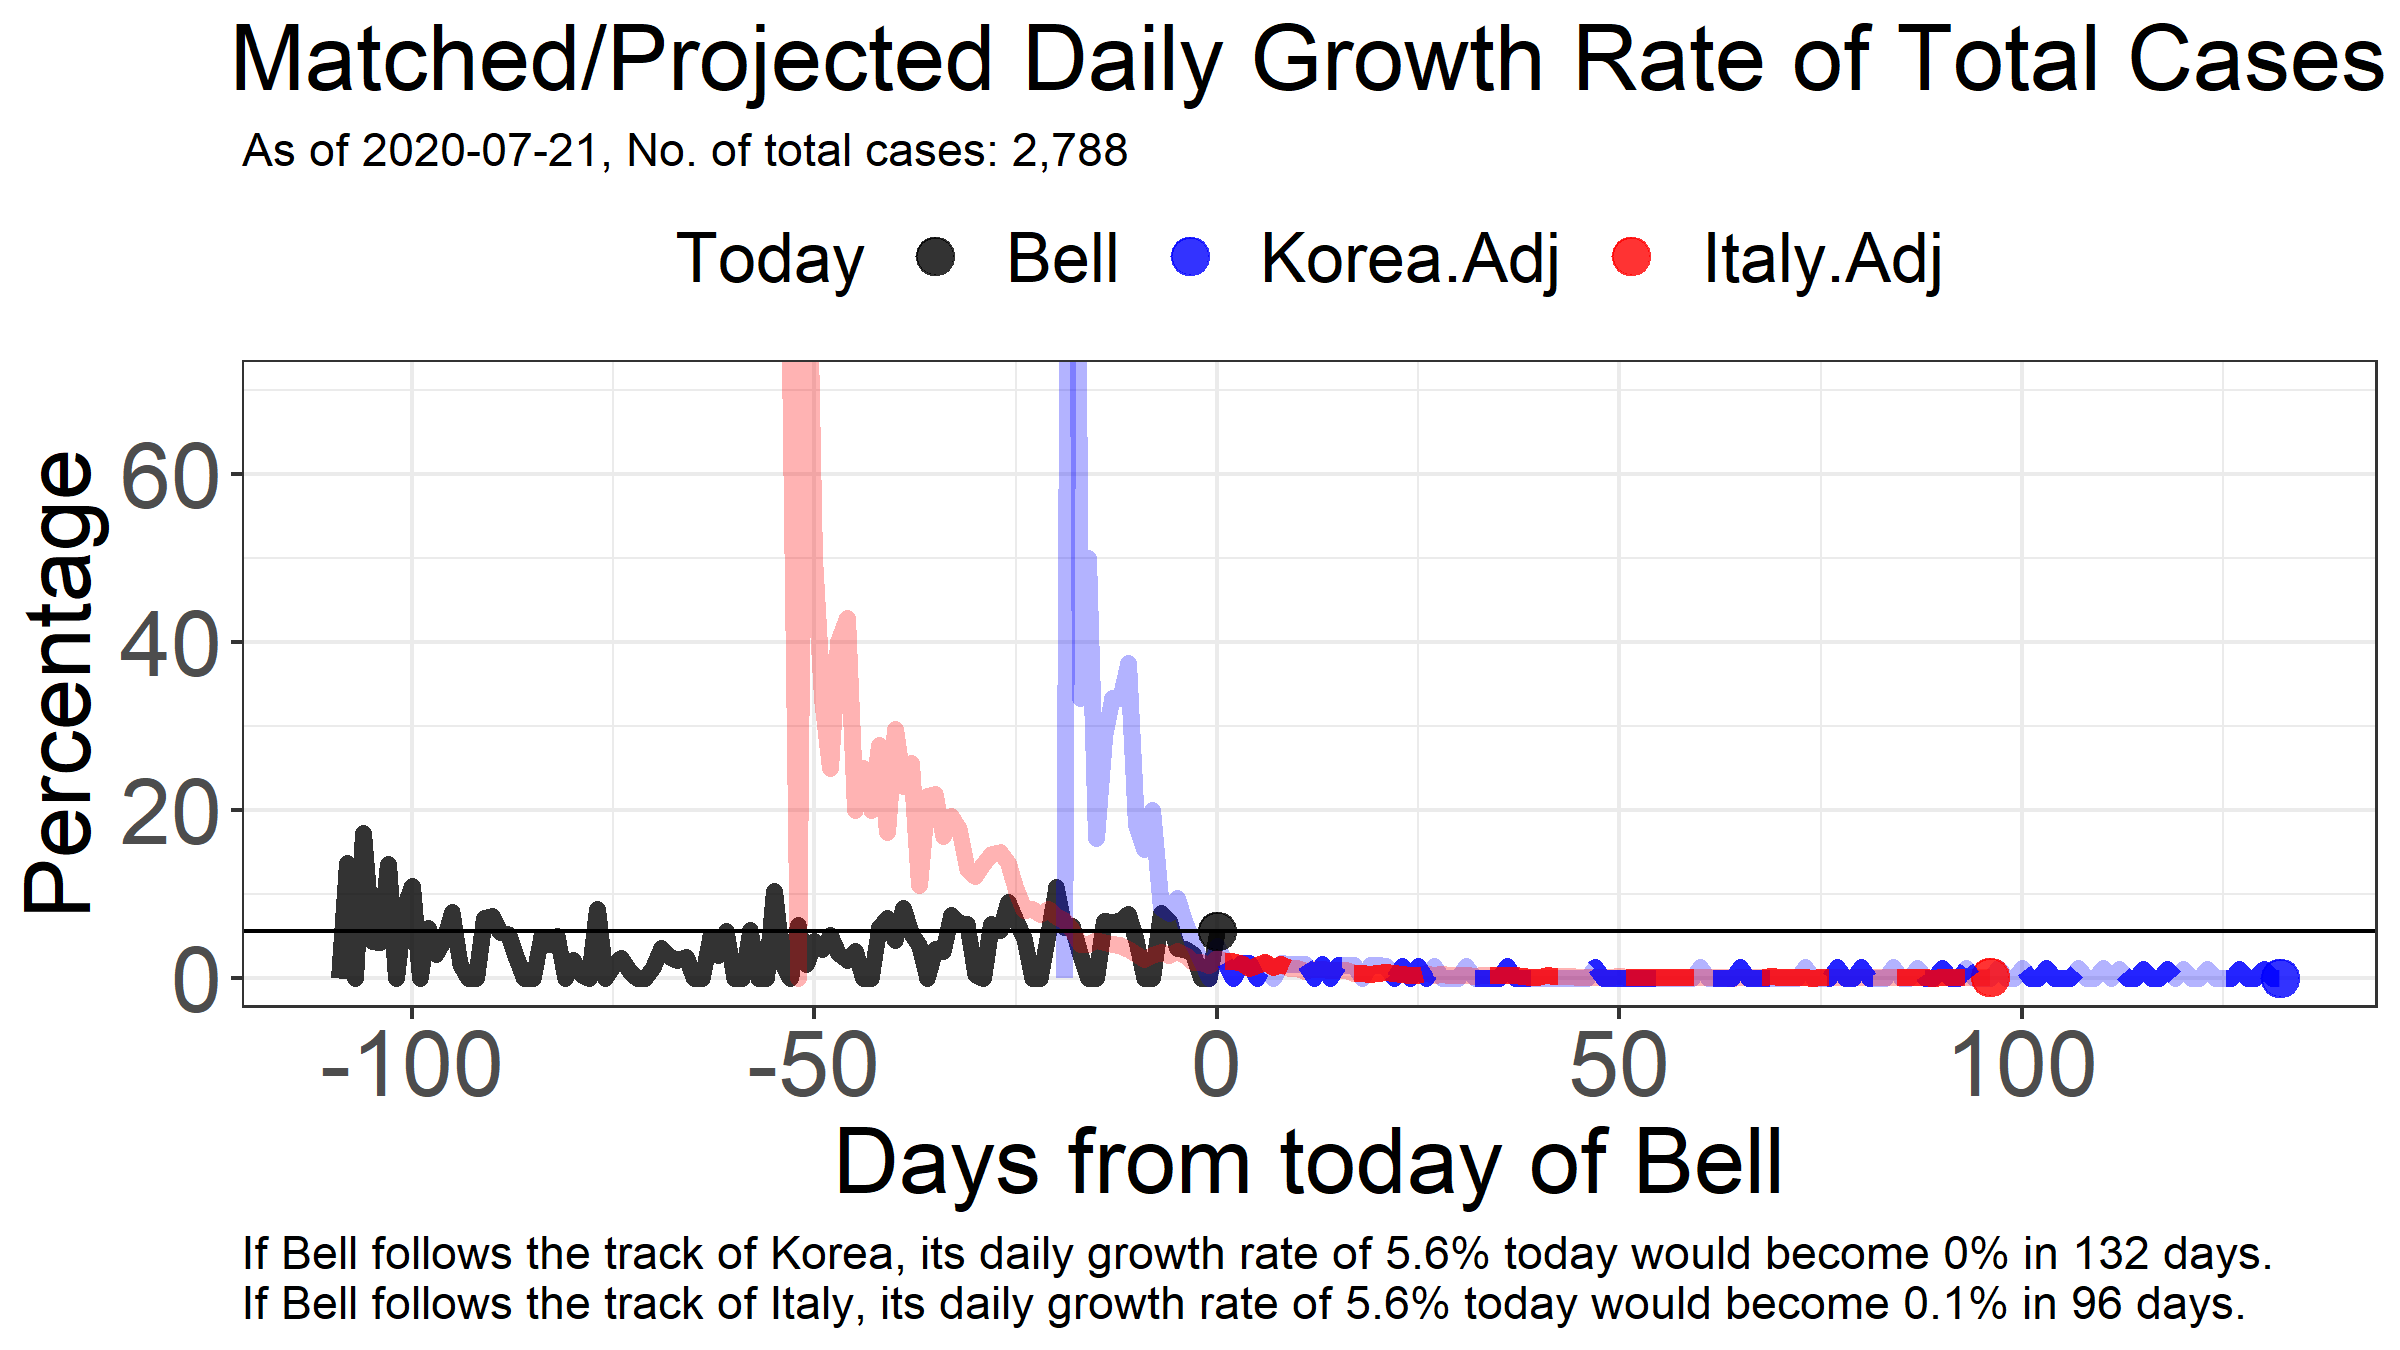 Matched/Projected Daily Growth Rate of Total Cases
As of 2020-07-21, No. of total cases: 2,788
Today Bell Korea.Adj Italy.Adj
Percentage
60
40
20
0
-100 -50 0 50 100
Days from today of Bell
If Bell follows the track of Korea, its daily growth rate of 5.6% today would become 0% in 132 days.
If Bell follows the track of Italy, its daily growth rate of 5.6% today would become 0.1% in 96 days.